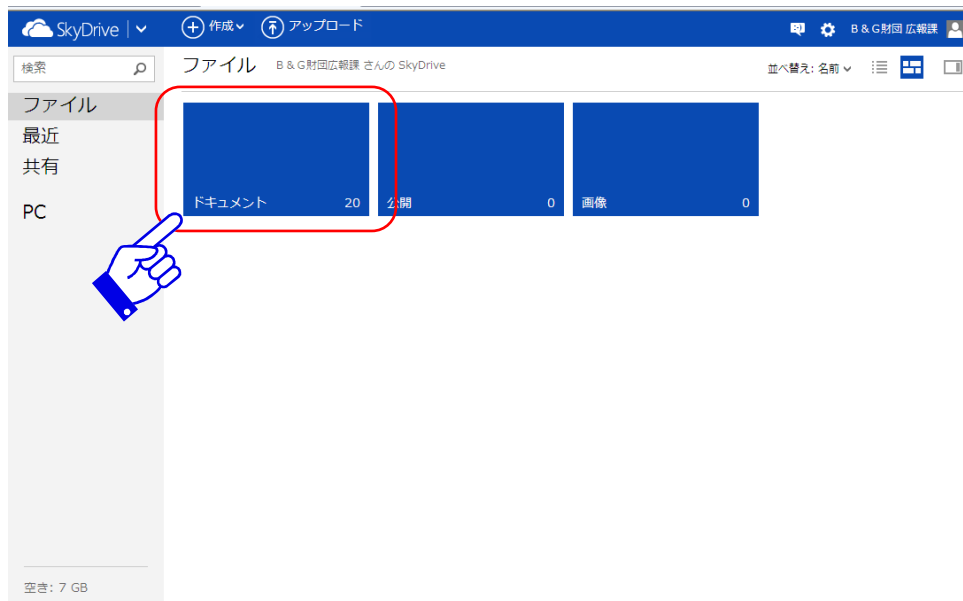 SkyDrive 作成 アップロード B & G財団 広報課
検索 ファイル B & G財団広報課 さんの SkyDrive 並べ替え: 名前
ファイル
最近
共有
PC
ドキュメント 20 公開 0 画像 0
空き: 7 GB